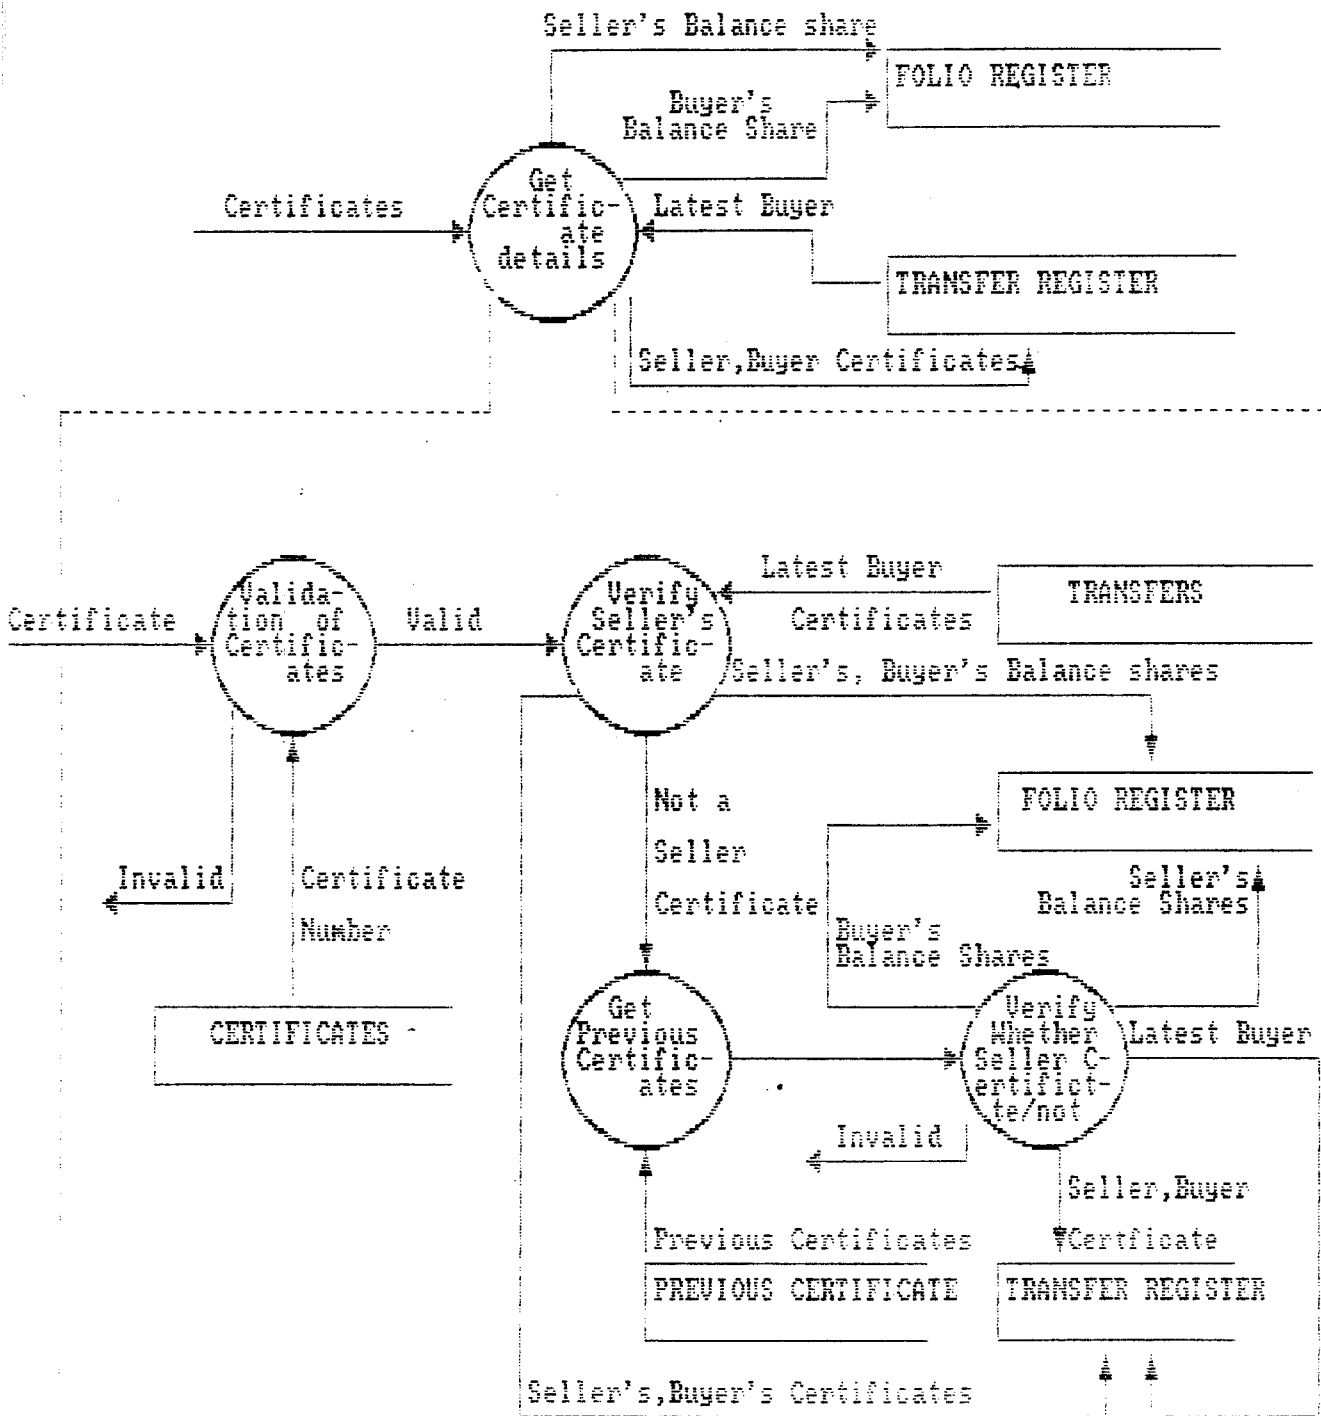 Seller's Balance share
FOLIO REGISTER
Buyer's
Balance Share
Get
Certific-
ate
details
Certificates
Latest Buyer
TRANSFER REGISTER
Seller,Buyer Certificates
Valida-
tion of
Certific-
ates
Certificate
Valid
Verify
Seller's
Certific-
ate
Latest Buyer
Certificates
TRANSFERS
Seller's, Buyer's Balance shares
Not a
Seller
Certificate
FOLIO REGISTER
Invalid
Certificate
Number
Seller's
Balance Shares
Buyer's
Balance Shares
CERTIFICATES
Get
Previous
Certific-
ates
Verify
Whether
Seller C-
ertifict-
te/not
Latest Buyer
Invalid
Seller,Buyer
Certficate
Previous Certificates
PREVIOUS CERTIFICATE
TRANSFER REGISTER
Seller's,Buyer's Certificates